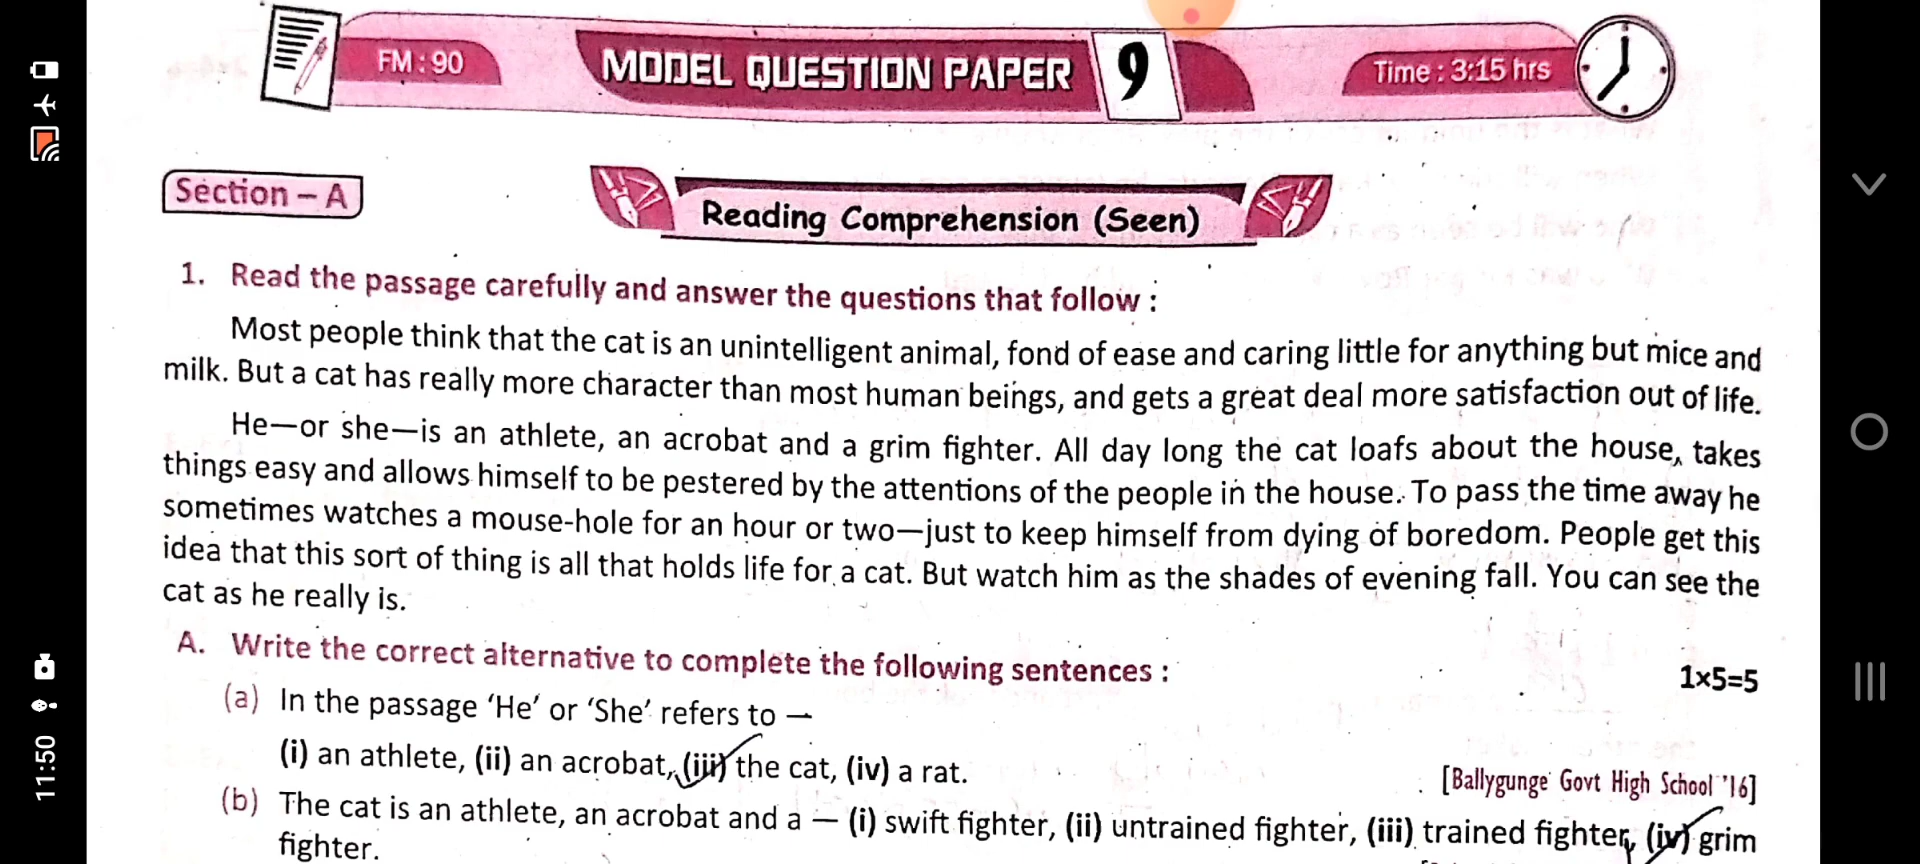 FM : 90
MODEL QUESTION PAPER 9
Time : 3:15 hrs
Section – A
Reading Comprehension (Seen)
1. Read the passage carefully and answer the questions that follow :
Most people think that the cat is an unintelligent animal, fond of ease and caring little for anything but mice and
milk. But a cat has really more character than most human beings, and gets a great deal more satisfaction out of life.
He—or she—is an athlete, an acrobat and a grim fighter. All day long the cat loafs about the house, takes
things easy and allows himself to be pestered by the attentions of the people in the house. To pass the time away he
sometimes watches a mouse-hole for an hour or two—just to keep himself from dying of boredom. People get this
idea that this sort of thing is all that holds life for a cat. But watch him as the shades of evening fall. You can see the
cat as he really is.
A. Write the correct alternative to complete the following sentences : 1x5=5
(a) In the passage ‘He’ or ‘She’ refers to —
(i) an athlete, (ii) an acrobat, (iii) the cat, (iv) a rat.
[Ballygunge Govt High School '16]
(b) The cat is an athlete, an acrobat and a — (i) swift fighter, (ii) untrained fighter, (iii) trained fighter, (iv) grim
fighter.
11:50